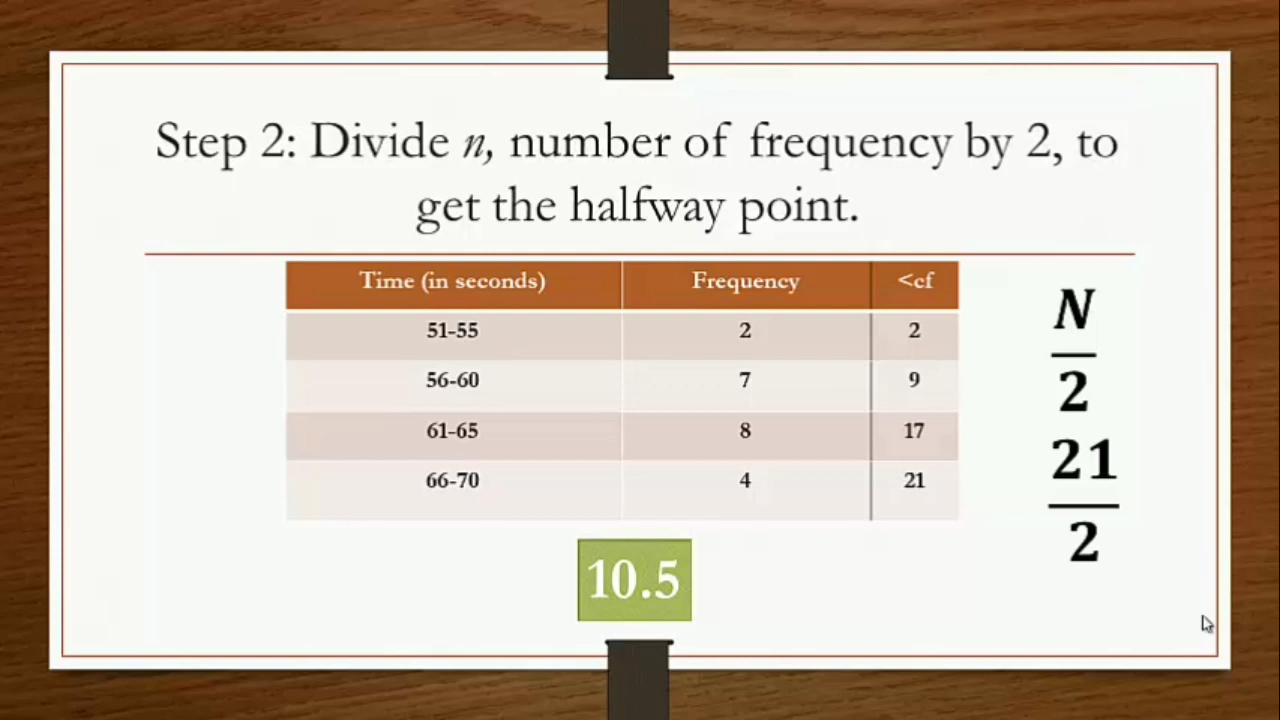 Step 2: Divide n, number of frequency by 2, to
get the halfway point.
Time (in seconds) Frequency <cf
51-55 2 2
56-60 7 9
61-65 8 17
66-70 4 21
N
2
21
2
10.5